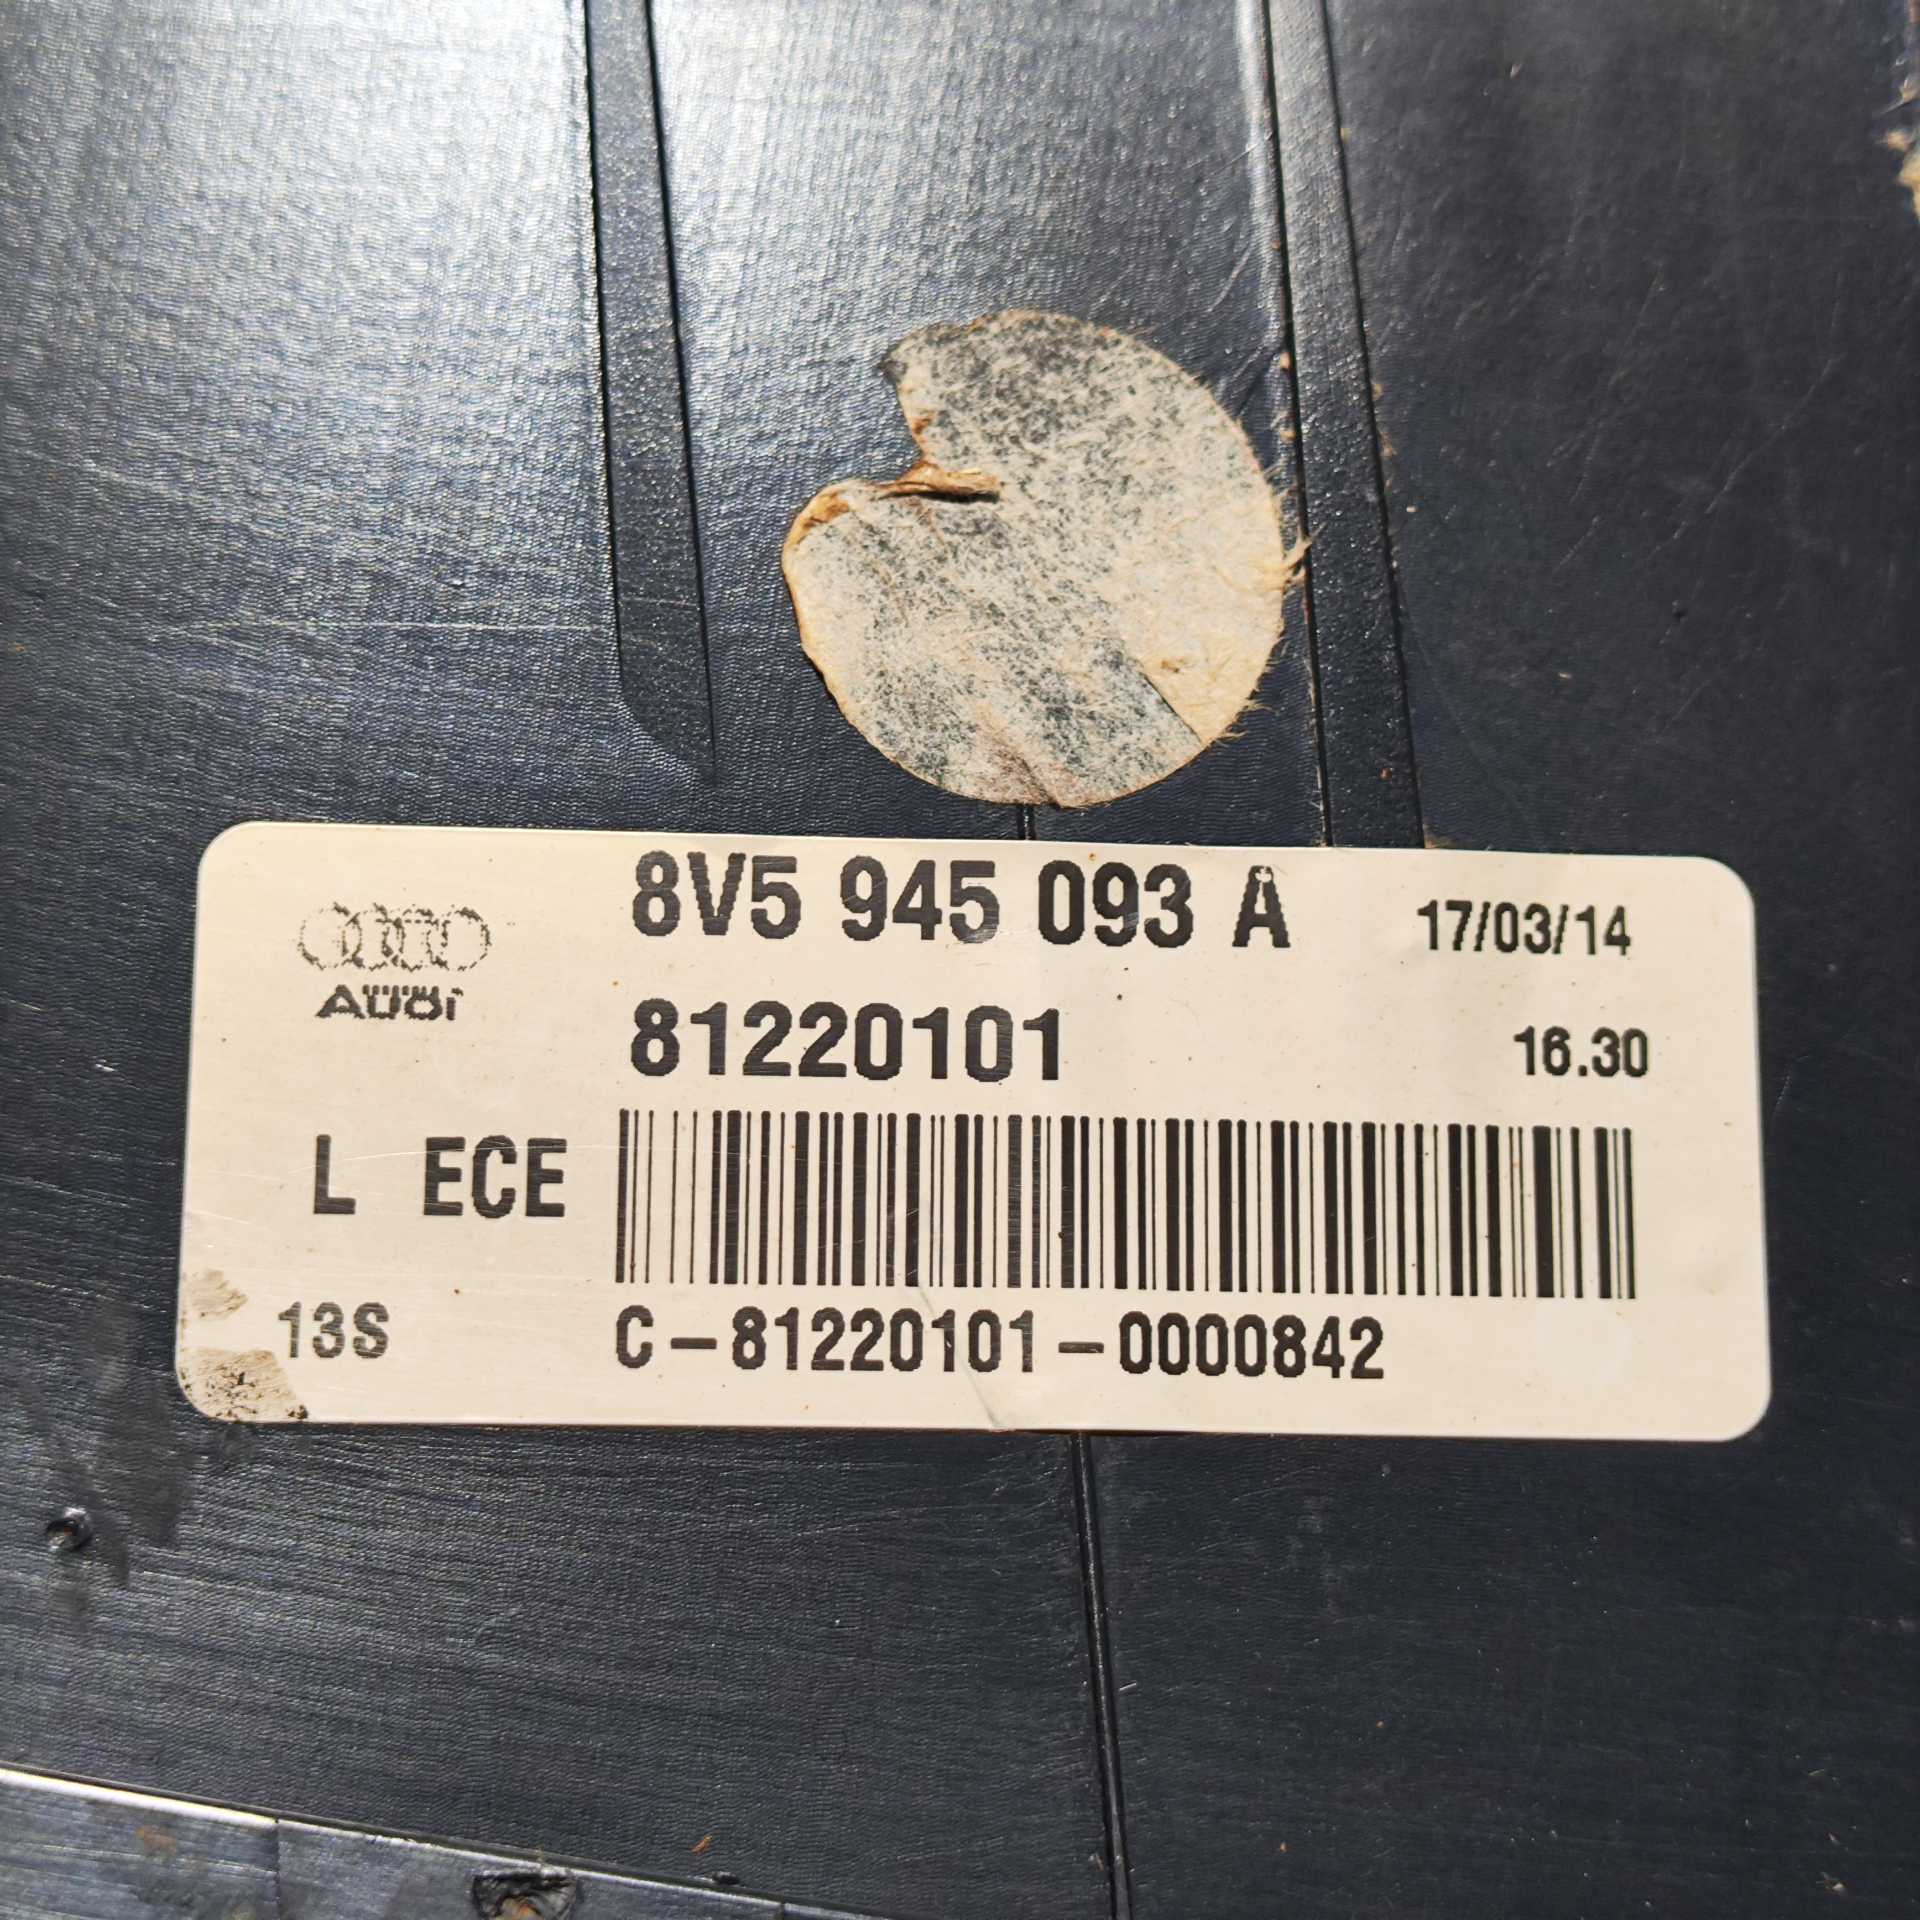 8V5 945 093 A 17/03/14
Audi
81220101 16.30
L ECE
13S C-81220101-0000842